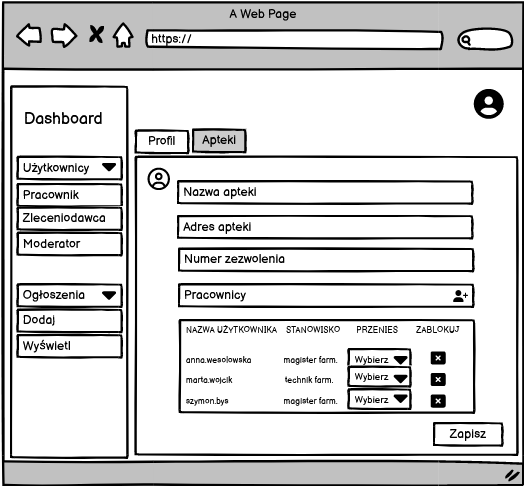 A Web Page
https://
Dashboard
Profil Apteki
Użytkownicy
Pracownik
Zleceniodawca
Moderator
Ogłoszenia
Dodaj
Wyświetl
Nazwa apteki
Adres apteki
Numer zezwolenia
Pracownicy
NAZWA UŻYTKOWNIKA STANOWISKO PRZENIES ZABLOKUJ
anna.wesolowska magister farm. Wybierz
marta.wojcik technik farm. Wybierz
szymon.bys magister farm. Wybierz
Zapisz